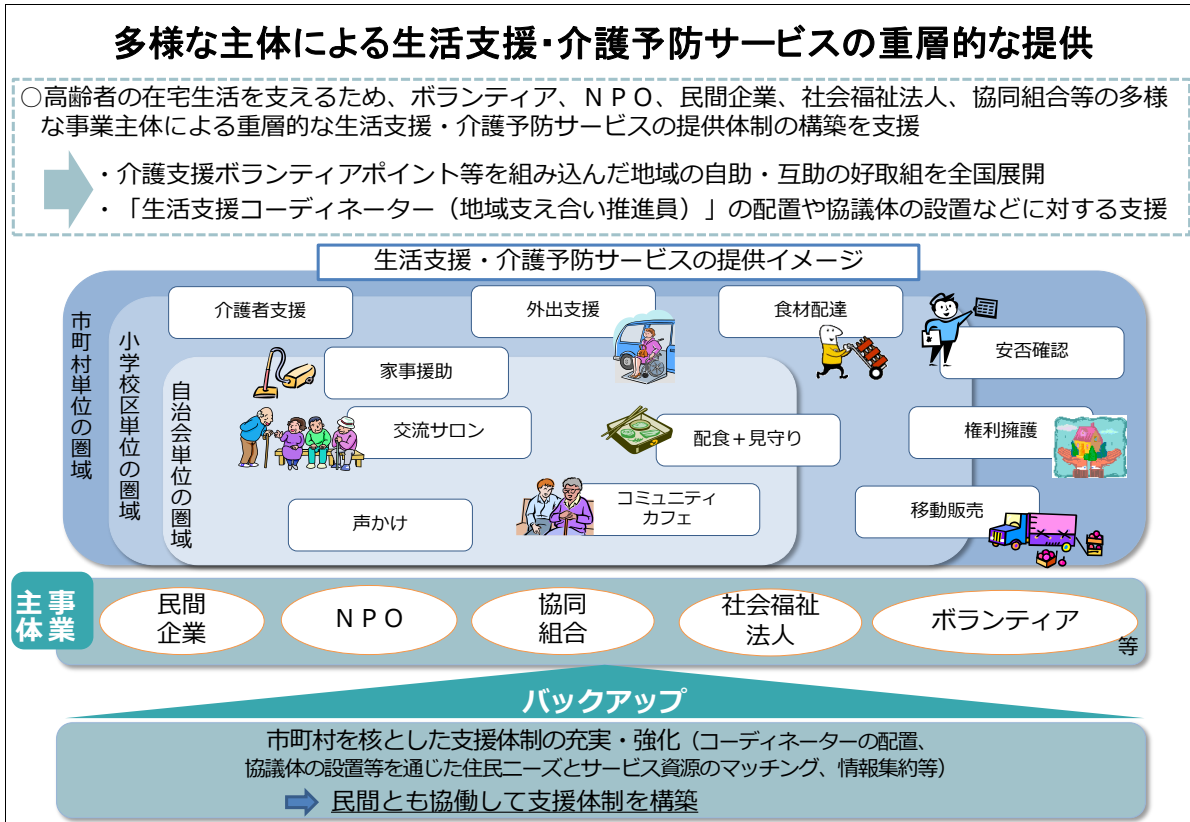 多様な主体による生活支援・介護予防サービスの重層的な提供
○高齢者の在宅生活を支えるため、ボランティア、ＮＰＯ、民間企業、社会福祉法人、協同組合等の多様
な事業主体による重層的な生活支援・介護予防サービスの提供体制の構築を支援
・介護支援ボランティアポイント等を組み込んだ地域の自助・互助の好取組を全国展開
・「生活支援コーディネーター（地域支え合い推進員）」の配置や協議体の設置などに対する支援
生活支援・介護予防サービスの提供イメージ
市町村単位の圏域
小学校区単位の圏域
自治会単位の圏域
介護者支援
外出支援
食材配達
安否確認
家事援助
交流サロン
配食＋見守り
権利擁護
声かけ
コミュニティ
カフェ
移動販売
事業
主体
民間
企業
ＮＰＯ
協同
組合
社会福祉
法人
ボランティア
等
バックアップ
市町村を核とした支援体制の充実・強化（コーディネーターの配置、
協議体の設置等を通じた住民ニーズとサービス資源のマッチング、情報集約等）
民間とも協働して支援体制を構築